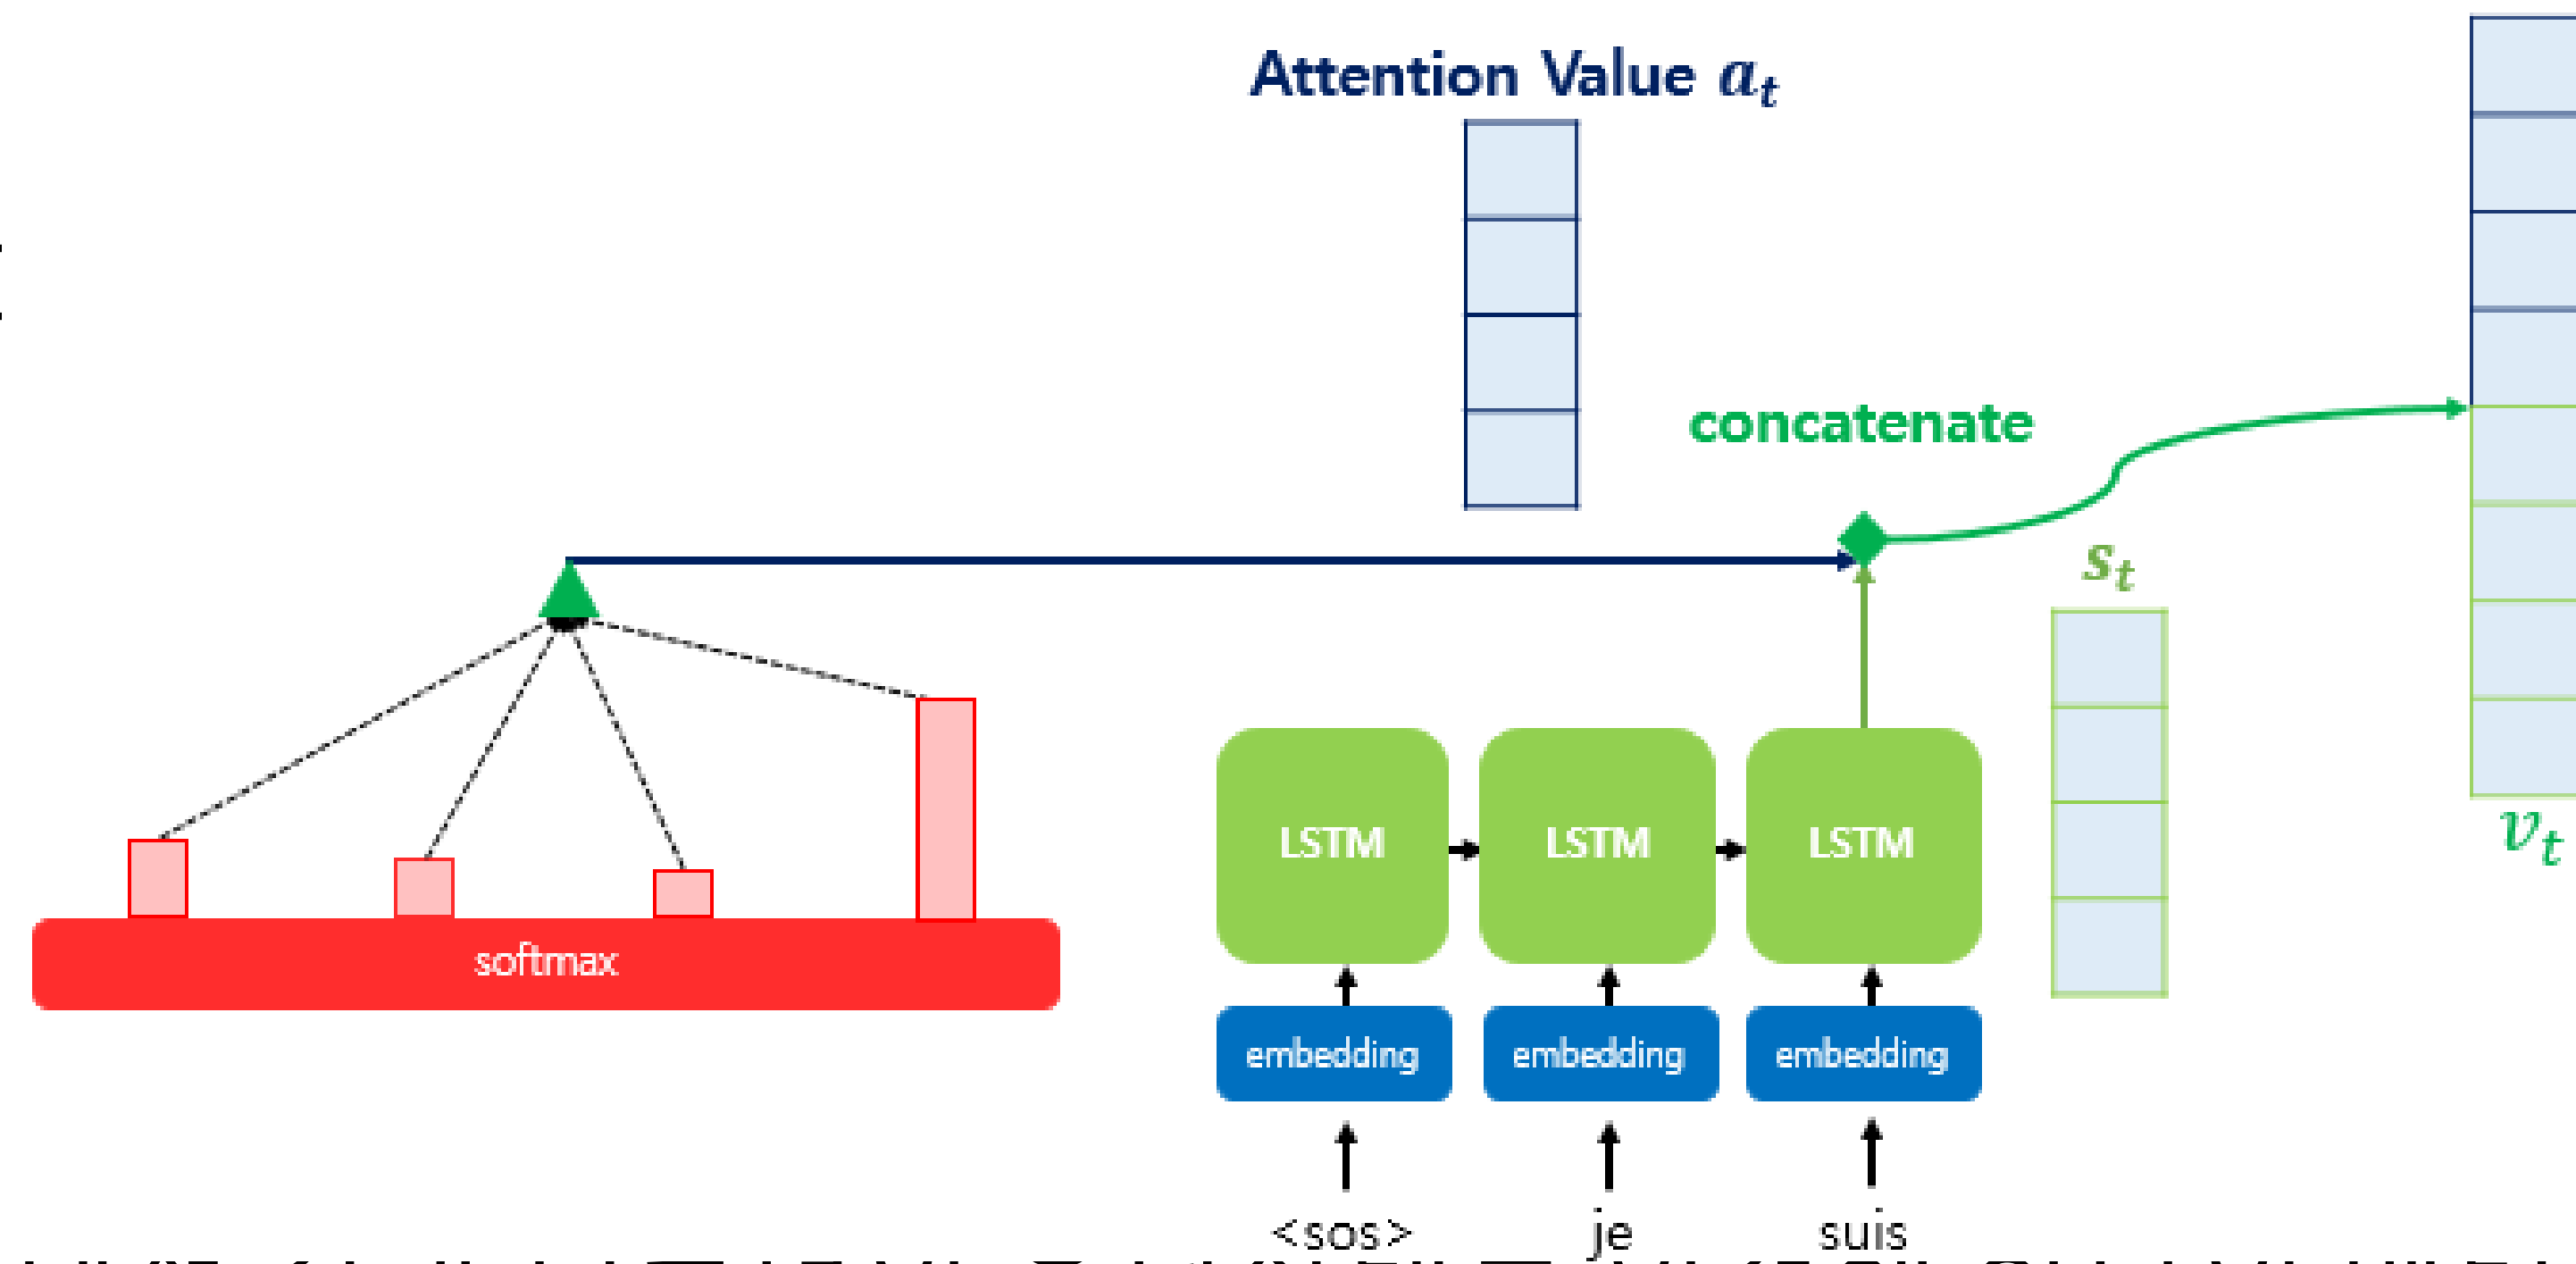 Attention Value a_t
concatenate
s_t
LSTM LSTM LSTM
v_t
softmax
embedding embedding embedding
<sos> je suis